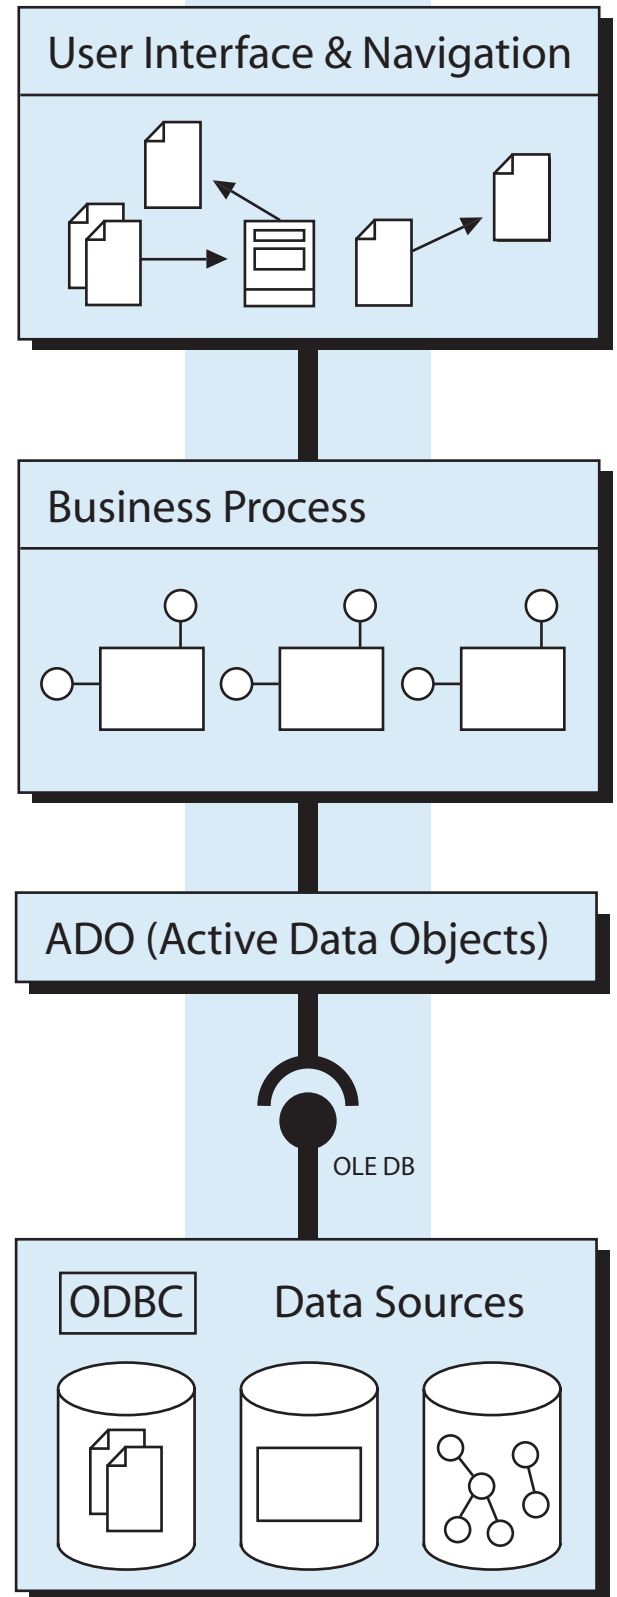 User Interface & Navigation
Business Process
ADO (Active Data Objects)
OLE DB
ODBC Data Sources